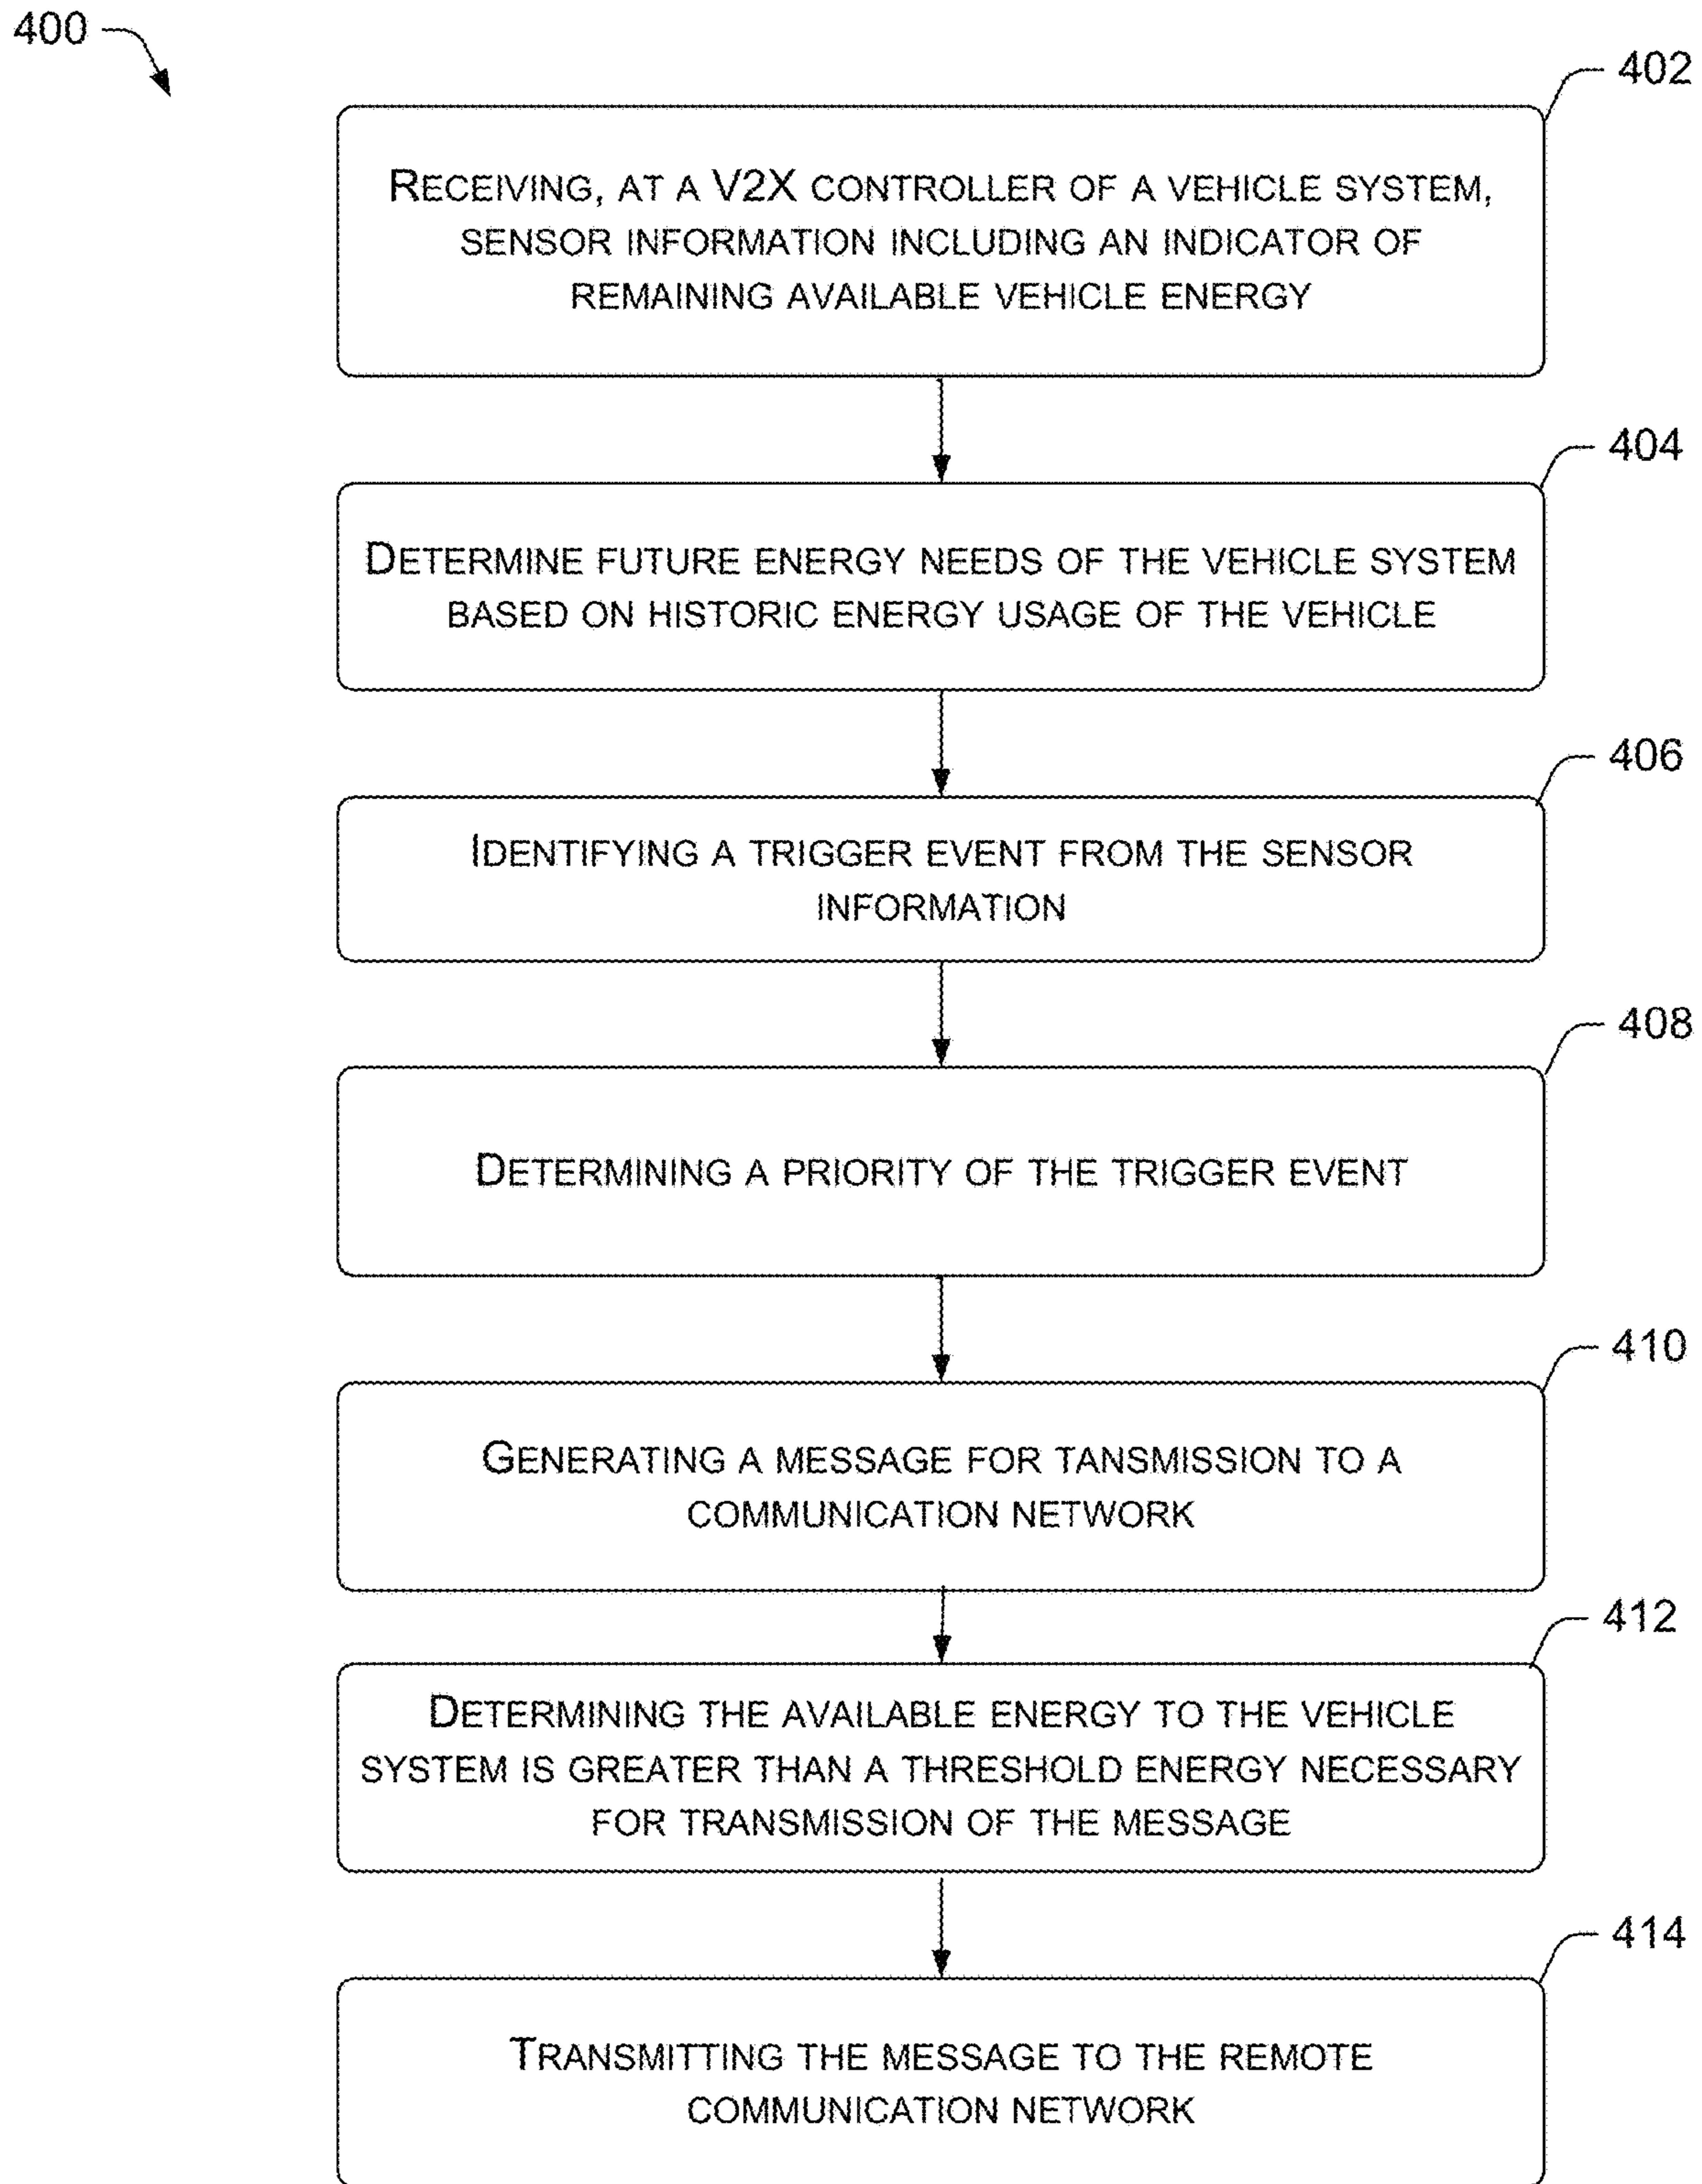 400
402
RECEIVING, AT A V2X CONTROLLER OF A VEHICLE SYSTEM,
SENSOR INFORMATION INCLUDING AN INDICATOR OF
REMAINING AVAILABLE VEHICLE ENERGY
404
DETERMINE FUTURE ENERGY NEEDS OF THE VEHICLE SYSTEM
BASED ON HISTORIC ENERGY USAGE OF THE VEHICLE
406
IDENTIFYING A TRIGGER EVENT FROM THE SENSOR
INFORMATION
408
DETERMINING A PRIORITY OF THE TRIGGER EVENT
410
GENERATING A MESSAGE FOR TANSMISSION TO A
COMMUNICATION NETWORK
412
DETERMINING THE AVAILABLE ENERGY TO THE VEHICLE
SYSTEM IS GREATER THAN A THRESHOLD ENERGY NECESSARY
FOR TRANSMISSION OF THE MESSAGE
414
TRANSMITTING THE MESSAGE TO THE REMOTE
COMMUNICATION NETWORK